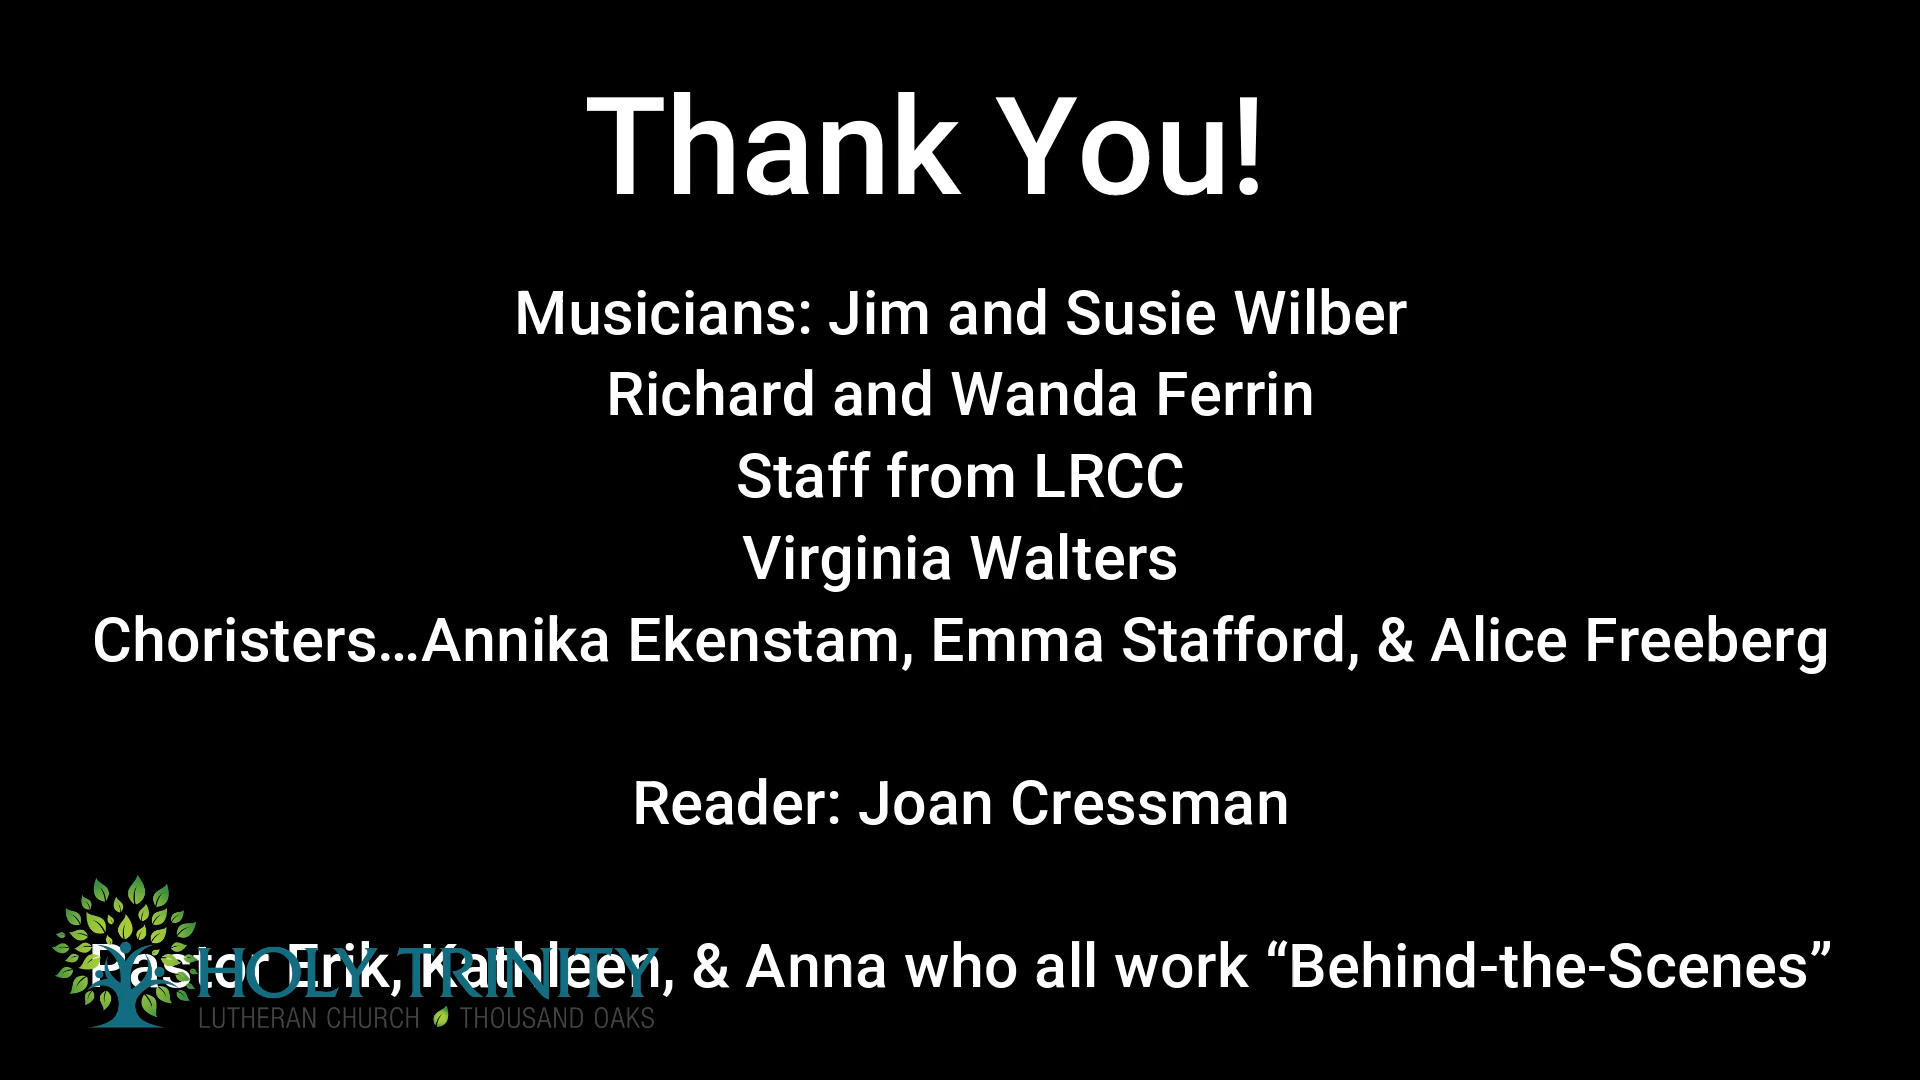 Thank You!
Musicians: Jim and Susie Wilber
Richard and Wanda Ferrin
Staff from LRCC
Virginia Walters
Choristers…Annika Ekenstam, Emma Stafford, & Alice Freeberg
Reader: Joan Cressman
Pastor Erik, Kathleen, & Anna who all work “Behind-the-Scenes”
HOLY TRINITY
LUTHERAN CHURCH THOUSAND OAKS